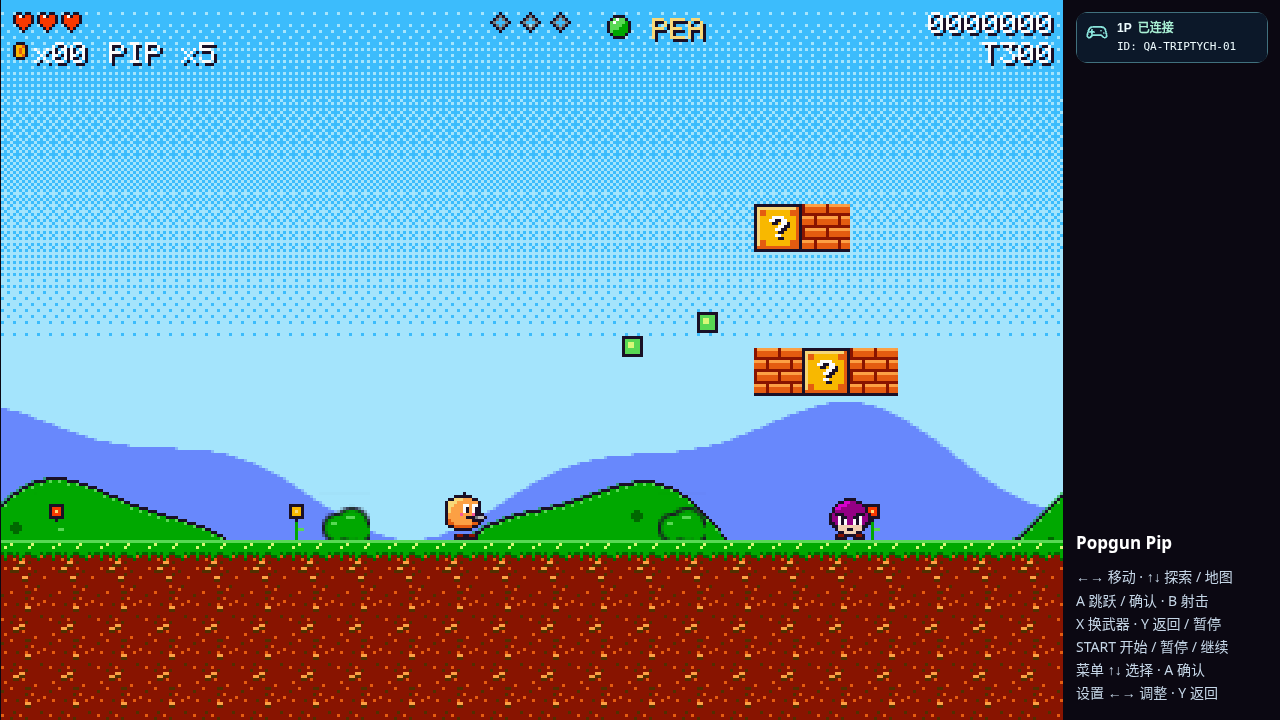 PEA
0000000
x00 PIP x5
T300
?
?
1P 已连接
ID: QA-TRIPTYCH-01
Popgun Pip
←→ 移动 · ↑↓ 探索 / 地图
A 跳跃 / 确认 · B 射击
X 换武器 · Y 返回 / 暂停
START 开始 / 暂停 / 继续
菜单 ↑↓ 选择 · A 确认
设置 ←→ 调整 · Y 返回